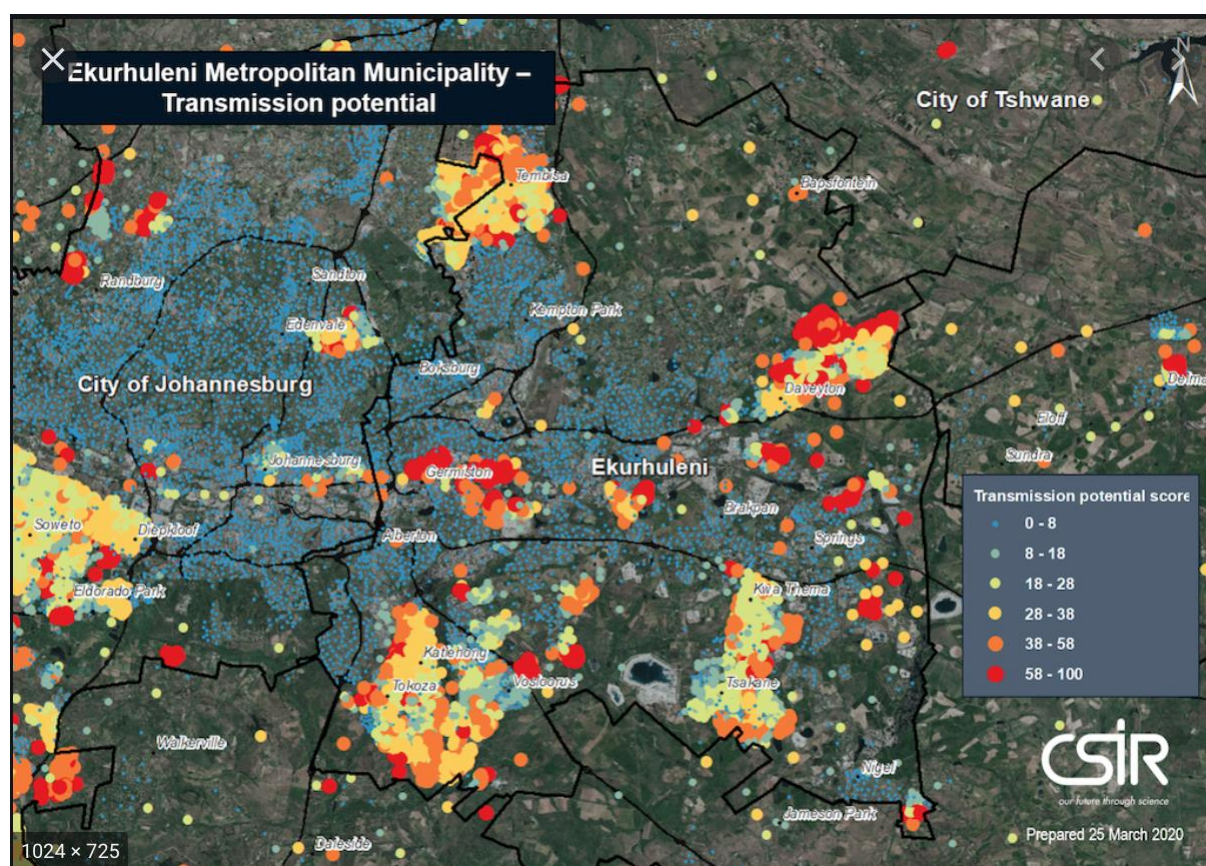 Ekurhuleni Metropolitan Municipality –
Transmission potential
N
City of Tshwane
Tembisa
Bapsfontein
Randburg
Sandton
Kempton Park
Edenvale
Boksburg
City of Johannesburg
Daveyton
Delma
Eloff
Johannesburg
Germiston
Ekurhuleni
Sundra
Brakpan
Soweto
Diepkloof
Alberton
Springs
Eldorado Park
Kwa Thema
Katlehong
Tokoza
Vosloorus
Tsakane
Walkerville
Nigel
Jameson Park
Daleside
Transmission potential score
0 - 8
8 - 18
18 - 28
28 - 38
38 - 58
58 - 100
CSIR
our future through science
Prepared 25 March 2020
1024 × 725